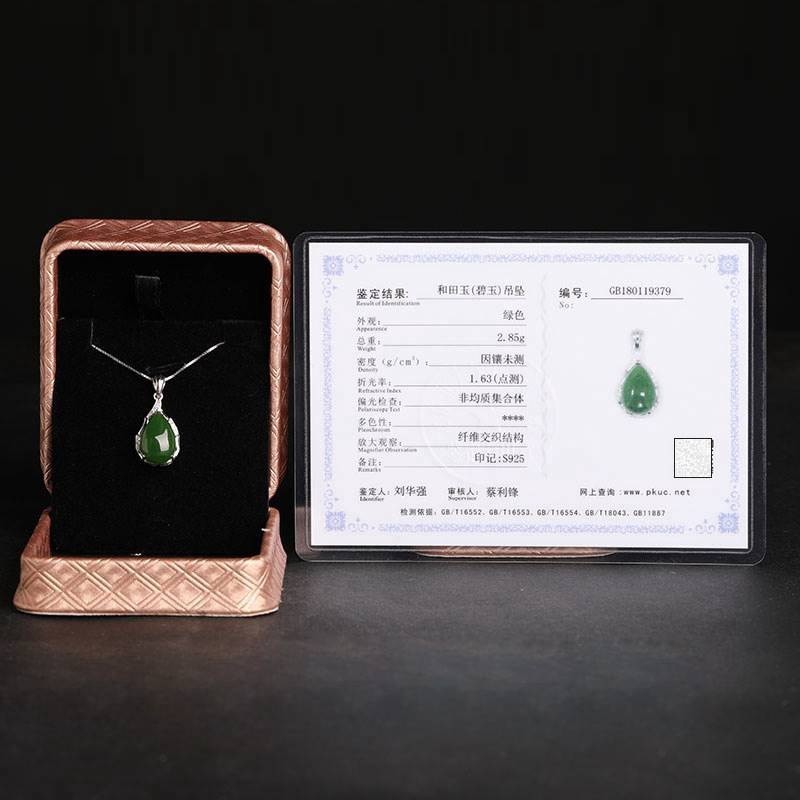 鉴定结果: 和田玉(碧玉)吊坠
Result of Identification
外观: 绿色
Appearance
总重: 2.85g
Weight
密度(g/cm³): 因镶未测
Density
折光率: 1.63(点测)
Refractive Index
偏光检查: 非均质集合体
Polariscope Test
多色性: ****
Pleochroism
放大观察: 纤维交织结构
Magnifier Observation
备注: 印记:S925
Remarks
鉴定人: 刘华强 审核人: 蔡利锋
Identifier Supervisor
编号: GB180119379
No:
网上查询:www.pkuc.net
检测依据: GB/T16552、GB/T16553、GB/T16554、GB/T18043、GB11887